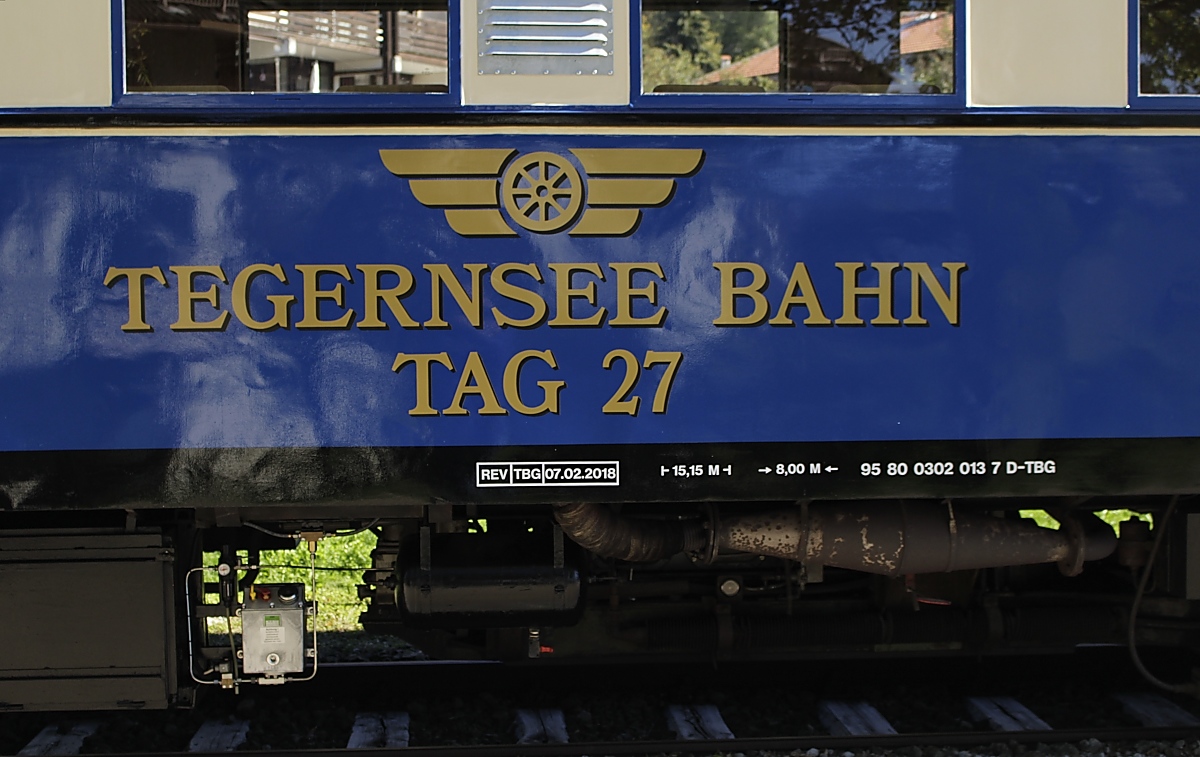 TEGERNSEE BAHN
TAG 27
REV TBG 07.02.2018 15,15 M 8,00 M 95 80 0302 013 7 D-TBG